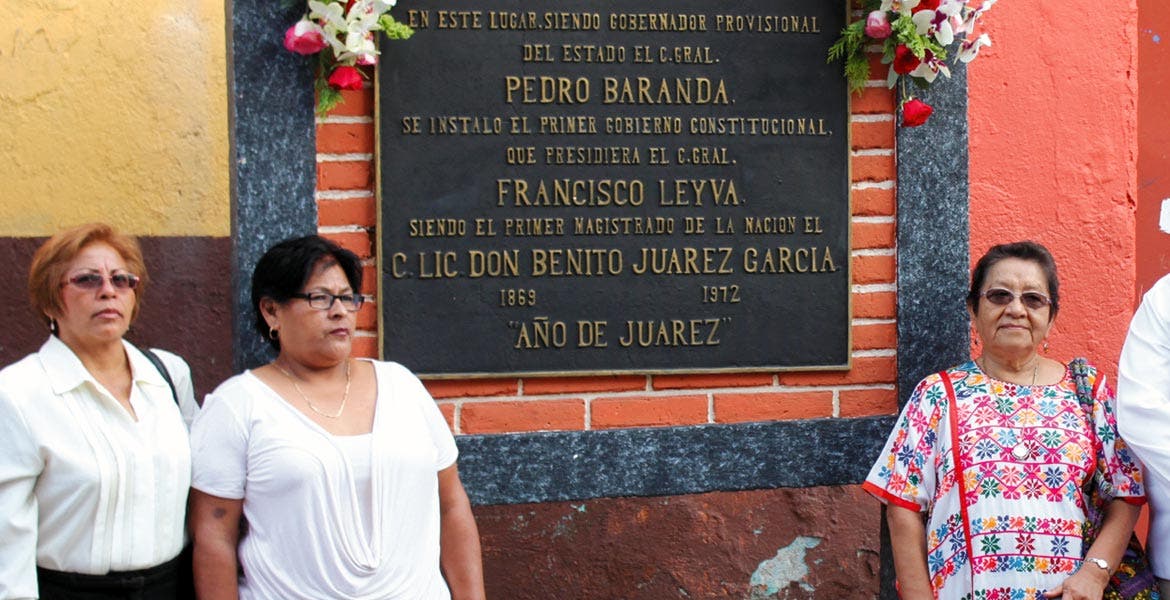 EN ESTE LUGAR. SIENDO GOBERNADOR PROVISIONAL
DEL ESTADO EL C. GRAL.
PEDRO BARANDA.
SE INSTALO EL PRIMER GOBIERNO CONSTITUCIONAL,
QUE PRESIDIERA EL C. GRAL.
FRANCISCO LEYVA.
SIENDO EL PRIMER MAGISTRADO DE LA NACION EL
C. LIC. DON BENITO JUAREZ GARCIA
1869 1972
"AÑO DE JUAREZ"